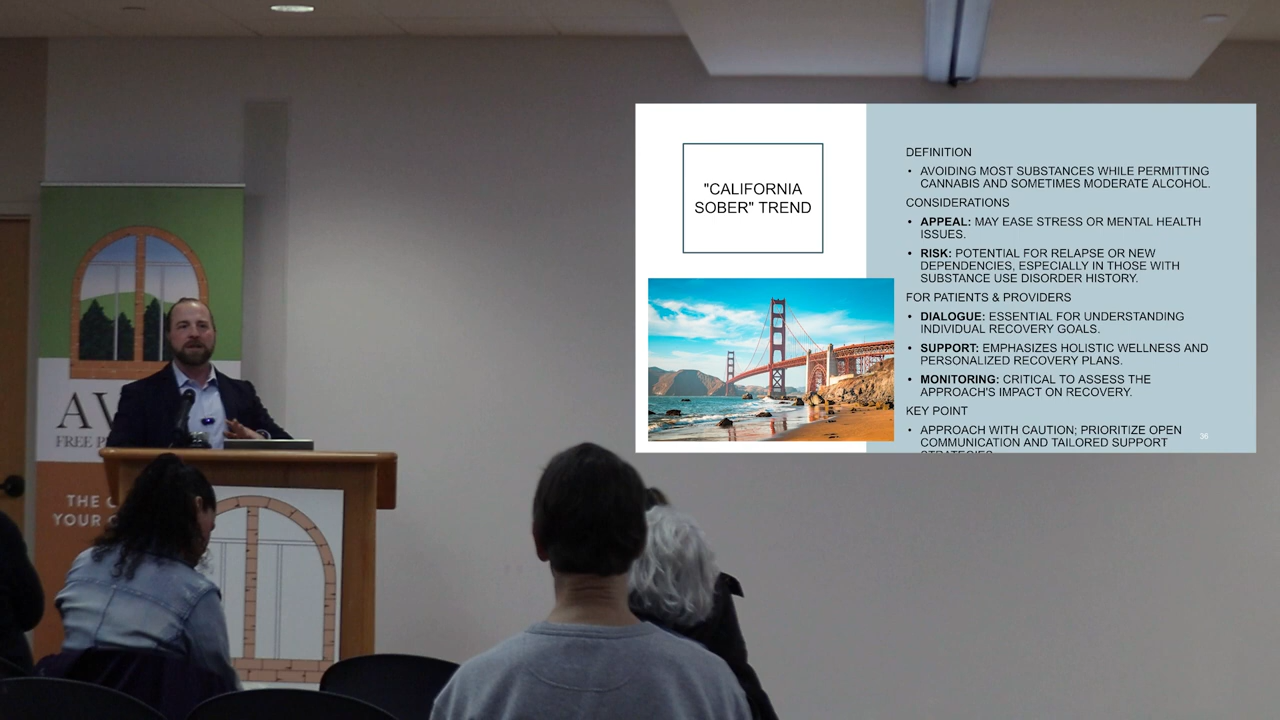 "CALIFORNIA
SOBER" TREND
DEFINITION
• AVOIDING MOST SUBSTANCES WHILE PERMITTING
CANNABIS AND SOMETIMES MODERATE ALCOHOL.
CONSIDERATIONS
• APPEAL: MAY EASE STRESS OR MENTAL HEALTH
ISSUES.
• RISK: POTENTIAL FOR RELAPSE OR NEW
DEPENDENCIES, ESPECIALLY IN THOSE WITH
SUBSTANCE USE DISORDER HISTORY.
FOR PATIENTS & PROVIDERS
• DIALOGUE: ESSENTIAL FOR UNDERSTANDING
INDIVIDUAL RECOVERY GOALS.
• SUPPORT: EMPHASIZES HOLISTIC WELLNESS AND
PERSONALIZED RECOVERY PLANS.
• MONITORING: CRITICAL TO ASSESS THE
APPROACH'S IMPACT ON RECOVERY.
KEY POINT
• APPROACH WITH CAUTION; PRIORITIZE OPEN
COMMUNICATION AND TAILORED SUPPORT
36
FREE
THE
YOUR